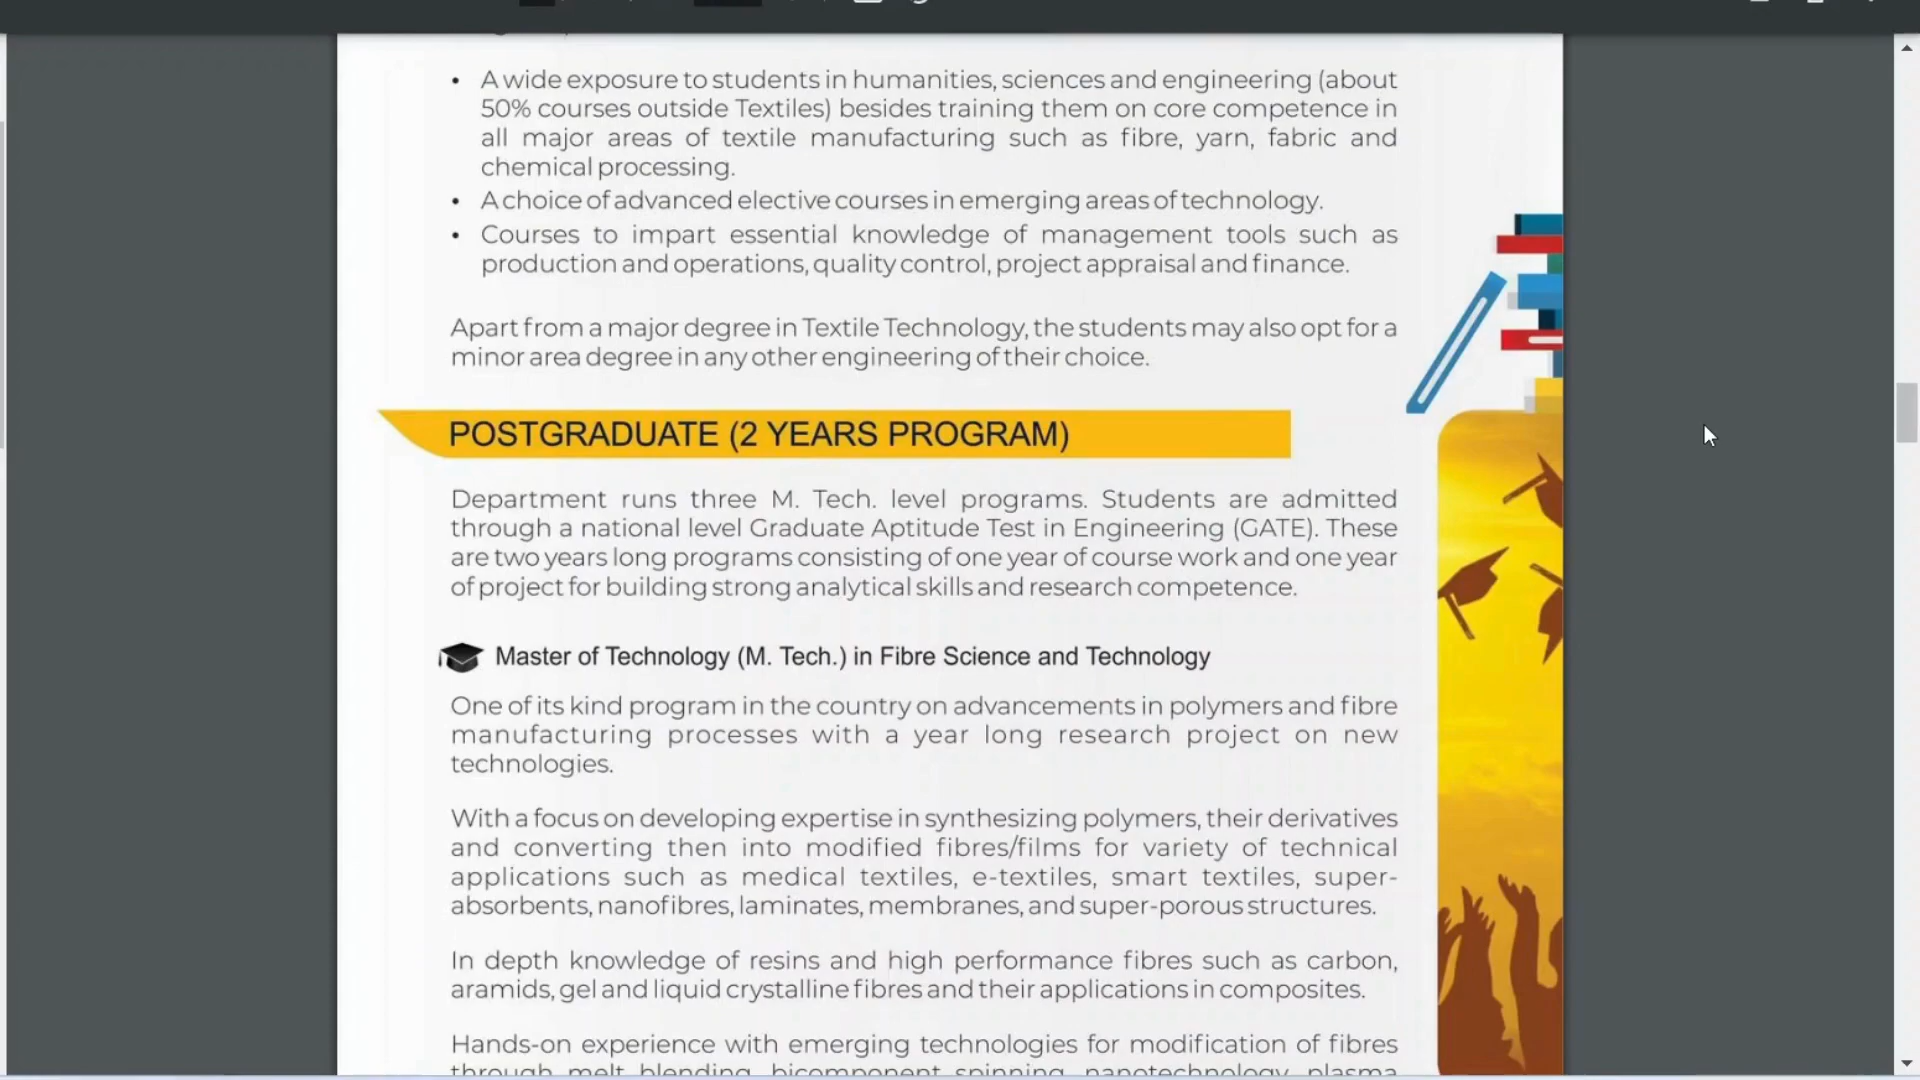 • A wide exposure to students in humanities, sciences and engineering (about
50% courses outside Textiles) besides training them on core competence in
all major areas of textile manufacturing such as fibre, yarn, fabric and
chemical processing.
• A choice of advanced elective courses in emerging areas of technology.
• Courses to impart essential knowledge of management tools such as
production and operations, quality control, project appraisal and finance.
Apart from a major degree in Textile Technology, the students may also opt for a
minor area degree in any other engineering of their choice.
POSTGRADUATE (2 YEARS PROGRAM)
Department runs three M. Tech. level programs. Students are admitted
through a national level Graduate Aptitude Test in Engineering (GATE). These
are two years long programs consisting of one year of course work and one year
of project for building strong analytical skills and research competence.
Master of Technology (M. Tech.) in Fibre Science and Technology
One of its kind program in the country on advancements in polymers and fibre
manufacturing processes with a year long research project on new
technologies.
With a focus on developing expertise in synthesizing polymers, their derivatives
and converting then into modified fibres/films for variety of technical
applications such as medical textiles, e-textiles, smart textiles, super-
absorbents, nanofibres, laminates, membranes, and super-porous structures.
In depth knowledge of resins and high performance fibres such as carbon,
aramids, gel and liquid crystalline fibres and their applications in composites.
Hands-on experience with emerging technologies for modification of fibres
through melt blending, bicomponent spinning, nanotechnology, plasma